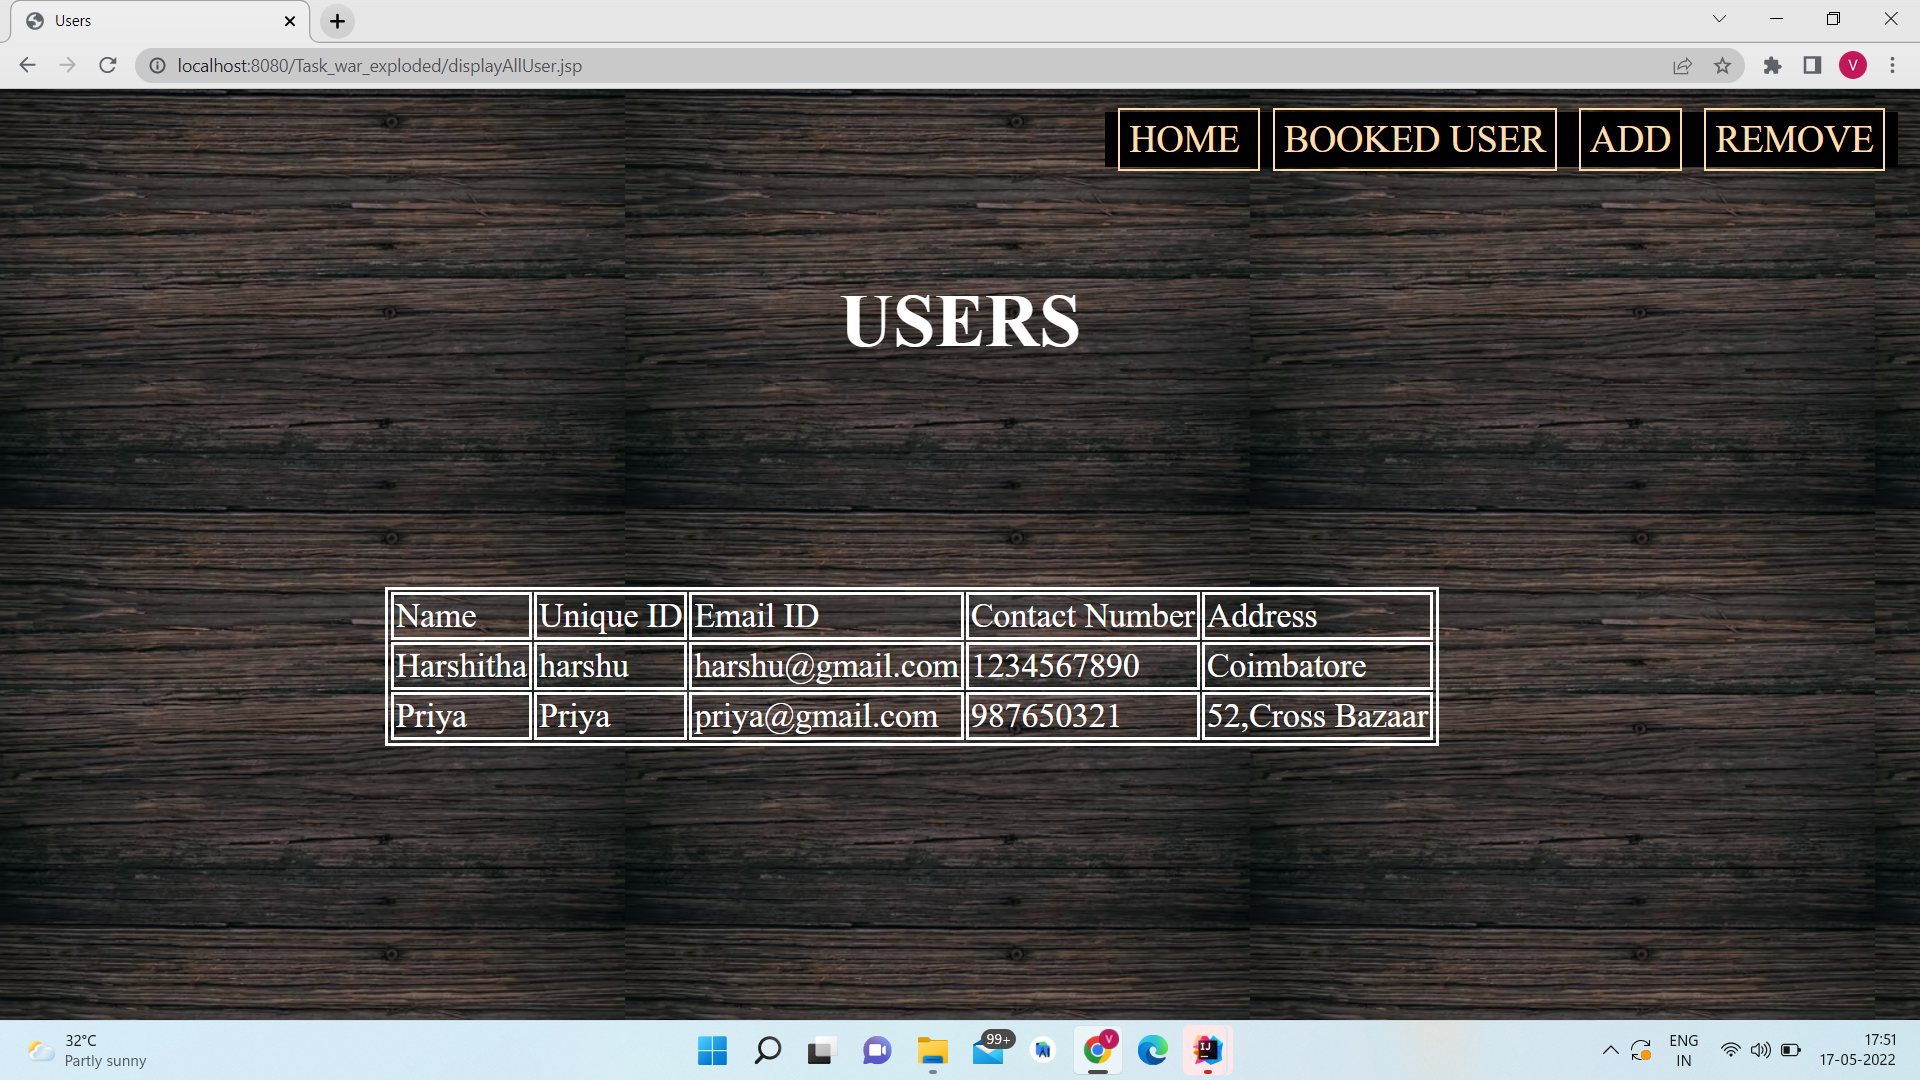 Users
localhost:8080/Task_war_exploded/displayAllUser.jsp
V
HOME BOOKED USER ADD REMOVE
USERS
Name Unique ID Email ID Contact Number Address
Harshitha harshu harshu@gmail.com 1234567890 Coimbatore
Priya Priya priya@gmail.com 987650321 52,Cross Bazaar
32°C
Partly sunny
99+
V
IJ
ENG
IN
17:51
17-05-2022